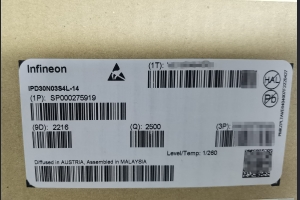 Infineon
(1T):
IPD30N03S4L-14
(1P): SP000275919
HAL
Pb
(9D): 2216
(Q): 2500
(3P)
Level/Temp: 1/260
Diffused in AUSTRIA, Assembled in MALAYSIA